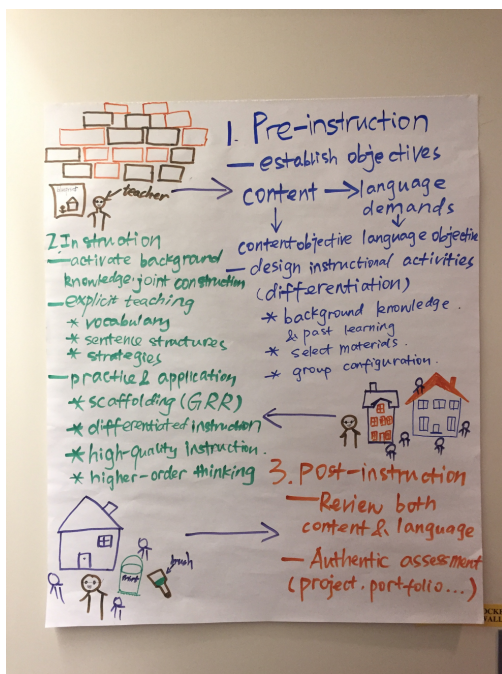 1. Pre-instruction
— establish objectives
content → language
demands
content objective language objective
— design instructional activities
(differentiation)
* background knowledge.
& past learning
* select materials.
* group configuration.
teacher
2. Instruction
— activate background
knowledge: joint construction
— explicit teaching
* vocabulary
* sentence structures
* strategies
— practice & application
* scaffolding (GRR)
* differentiated instruction
* high-quality instruction.
* higher-order thinking
3. post-instruction
— Review both
content & language
— Authentic assessment
(project. portfolio...)
paint
brush